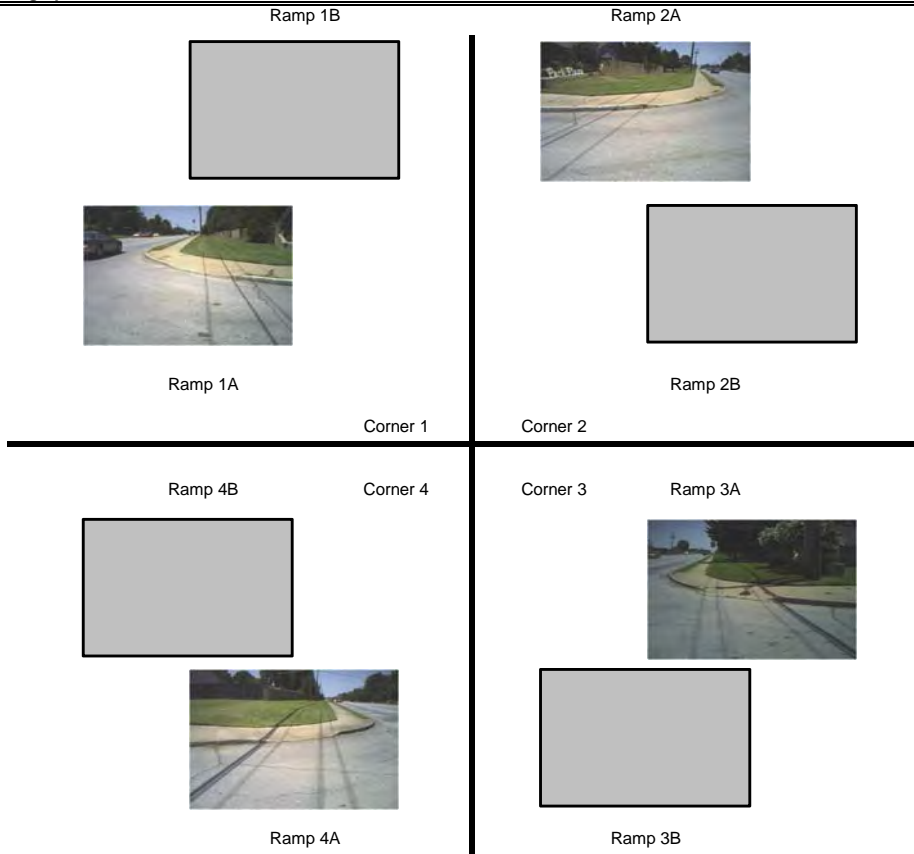 Ramp 1B
Ramp 2A
Ramp 1A
Ramp 2B
Corner 1
Corner 2
Ramp 4B
Corner 4
Corner 3
Ramp 3A
Ramp 4A
Ramp 3B